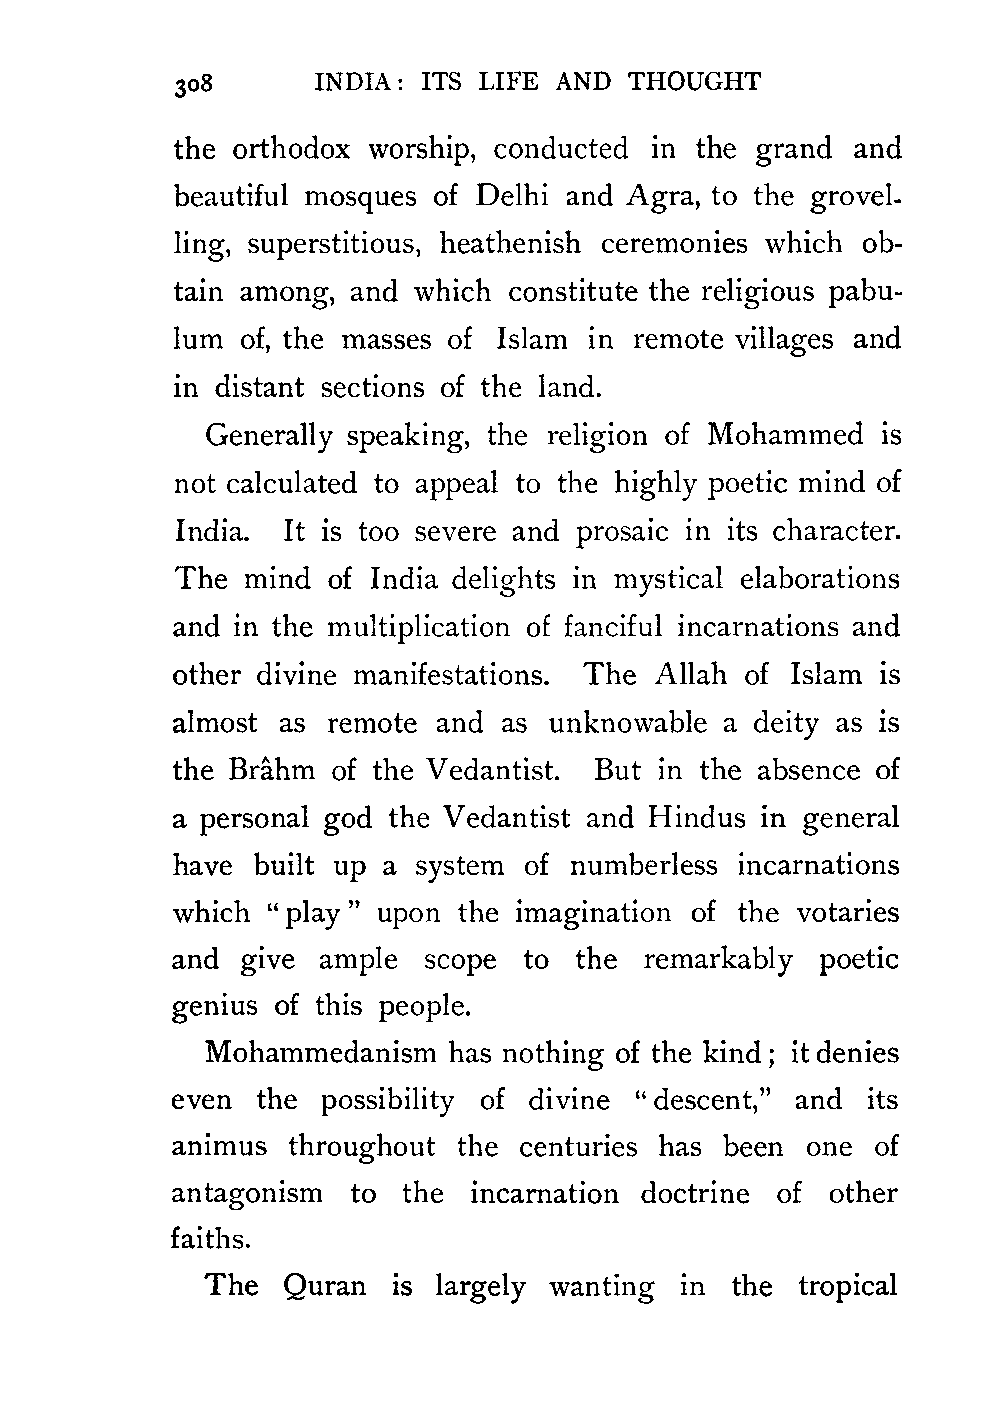 308 INDIA: ITS LIFE AND THOUGHT
the orthodox worship, conducted in the grand and
beautiful mosques of Delhi and Agra, to the grovel-
ling, superstitious, heathenish ceremonies which ob-
tain among, and which constitute the religious pabu-
lum of, the masses of Islam in remote villages and
in distant sections of the land.
Generally speaking, the religion of Mohammed is
not calculated to appeal to the highly poetic mind of
India. It is too severe and prosaic in its character.
The mind of India delights in mystical elaborations
and in the multiplication of fanciful incarnations and
other divine manifestations. The Allah of Islam is
almost as remote and as unknowable a deity as is
the Brâhm of the Vedantist. But in the absence of
a personal god the Vedantist and Hindus in general
have built up a system of numberless incarnations
which "play" upon the imagination of the votaries
and give ample scope to the remarkably poetic
genius of this people.
Mohammedanism has nothing of the kind; it denies
even the possibility of divine "descent," and its
animus throughout the centuries has been one of
antagonism to the incarnation doctrine of other
faiths.
The Quran is largely wanting in the tropical